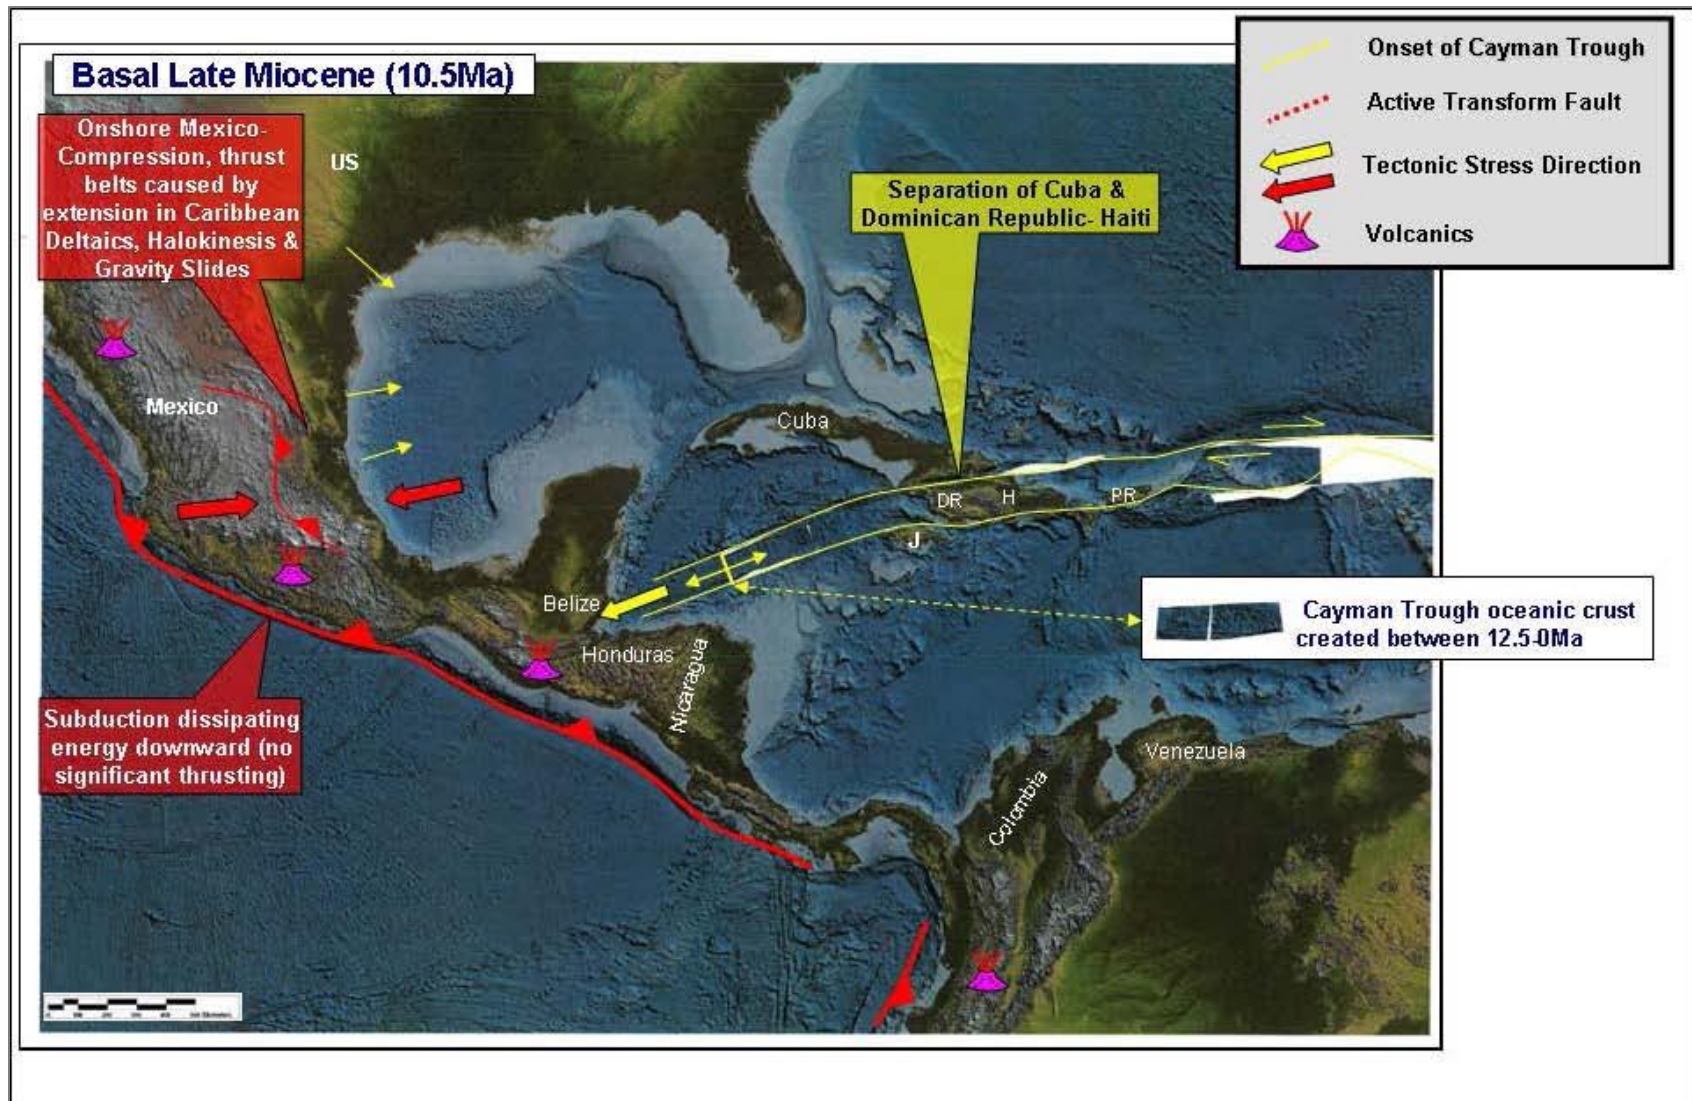 Basal Late Miocene (10.5Ma)
Onshore Mexico-
Compression, thrust
belts caused by
extension in Caribbean
Deltaics, Halokinesis &
Gravity Slides
US
Separation of Cuba &
Dominican Republic- Haiti
Onset of Cayman Trough
Active Transform Fault
Tectonic Stress Direction
Volcanics
Mexico
Cuba
DR
H
PR
J
Belize
Honduras
Nicaragua
Cayman Trough oceanic crust
created between 12.5-0Ma
Subduction dissipating
energy downward (no
significant thrusting)
Venezuela
Colombia